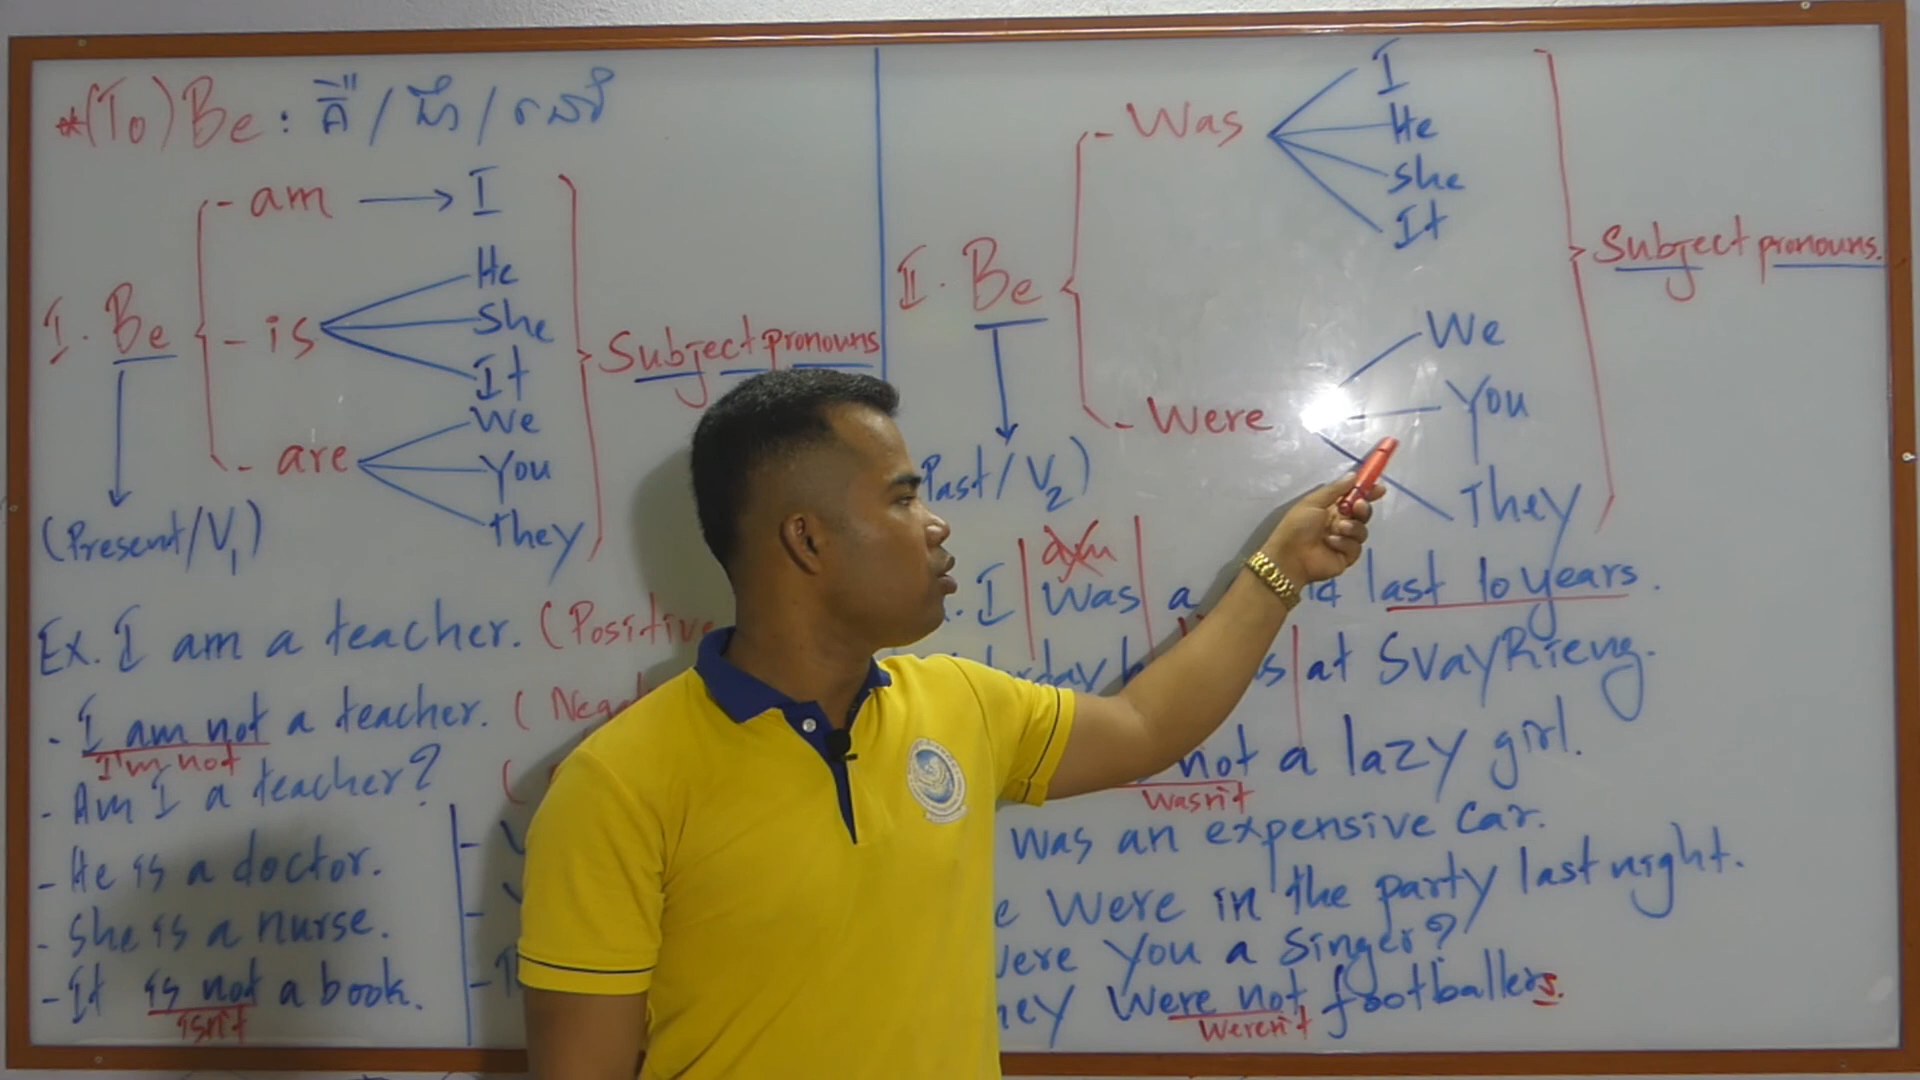 *(To) Be : គឺ / ជា / នៅ
I. Be
- am → I
- is
He
She
It
- are
We
You
They
Subject pronouns
(Present/V1)
Ex. I am a teacher. (Positive
- I am not a teacher. (Nega
I'm not
- Am I a teacher? (
- He is a doctor.
- She is a nurse.
- It is not a book.
isn't
II. Be
- Was
I
He
She
It
- Were
We
You
They
Subject pronouns.
Past/V2)
am
. I Was a last 10 years.
at SvayRieng.
not a lazy girl.
Wasn't
was an expensive car.
e Were in the party last night.
ere You a Singer?
hey Were not footballers.
Weren't